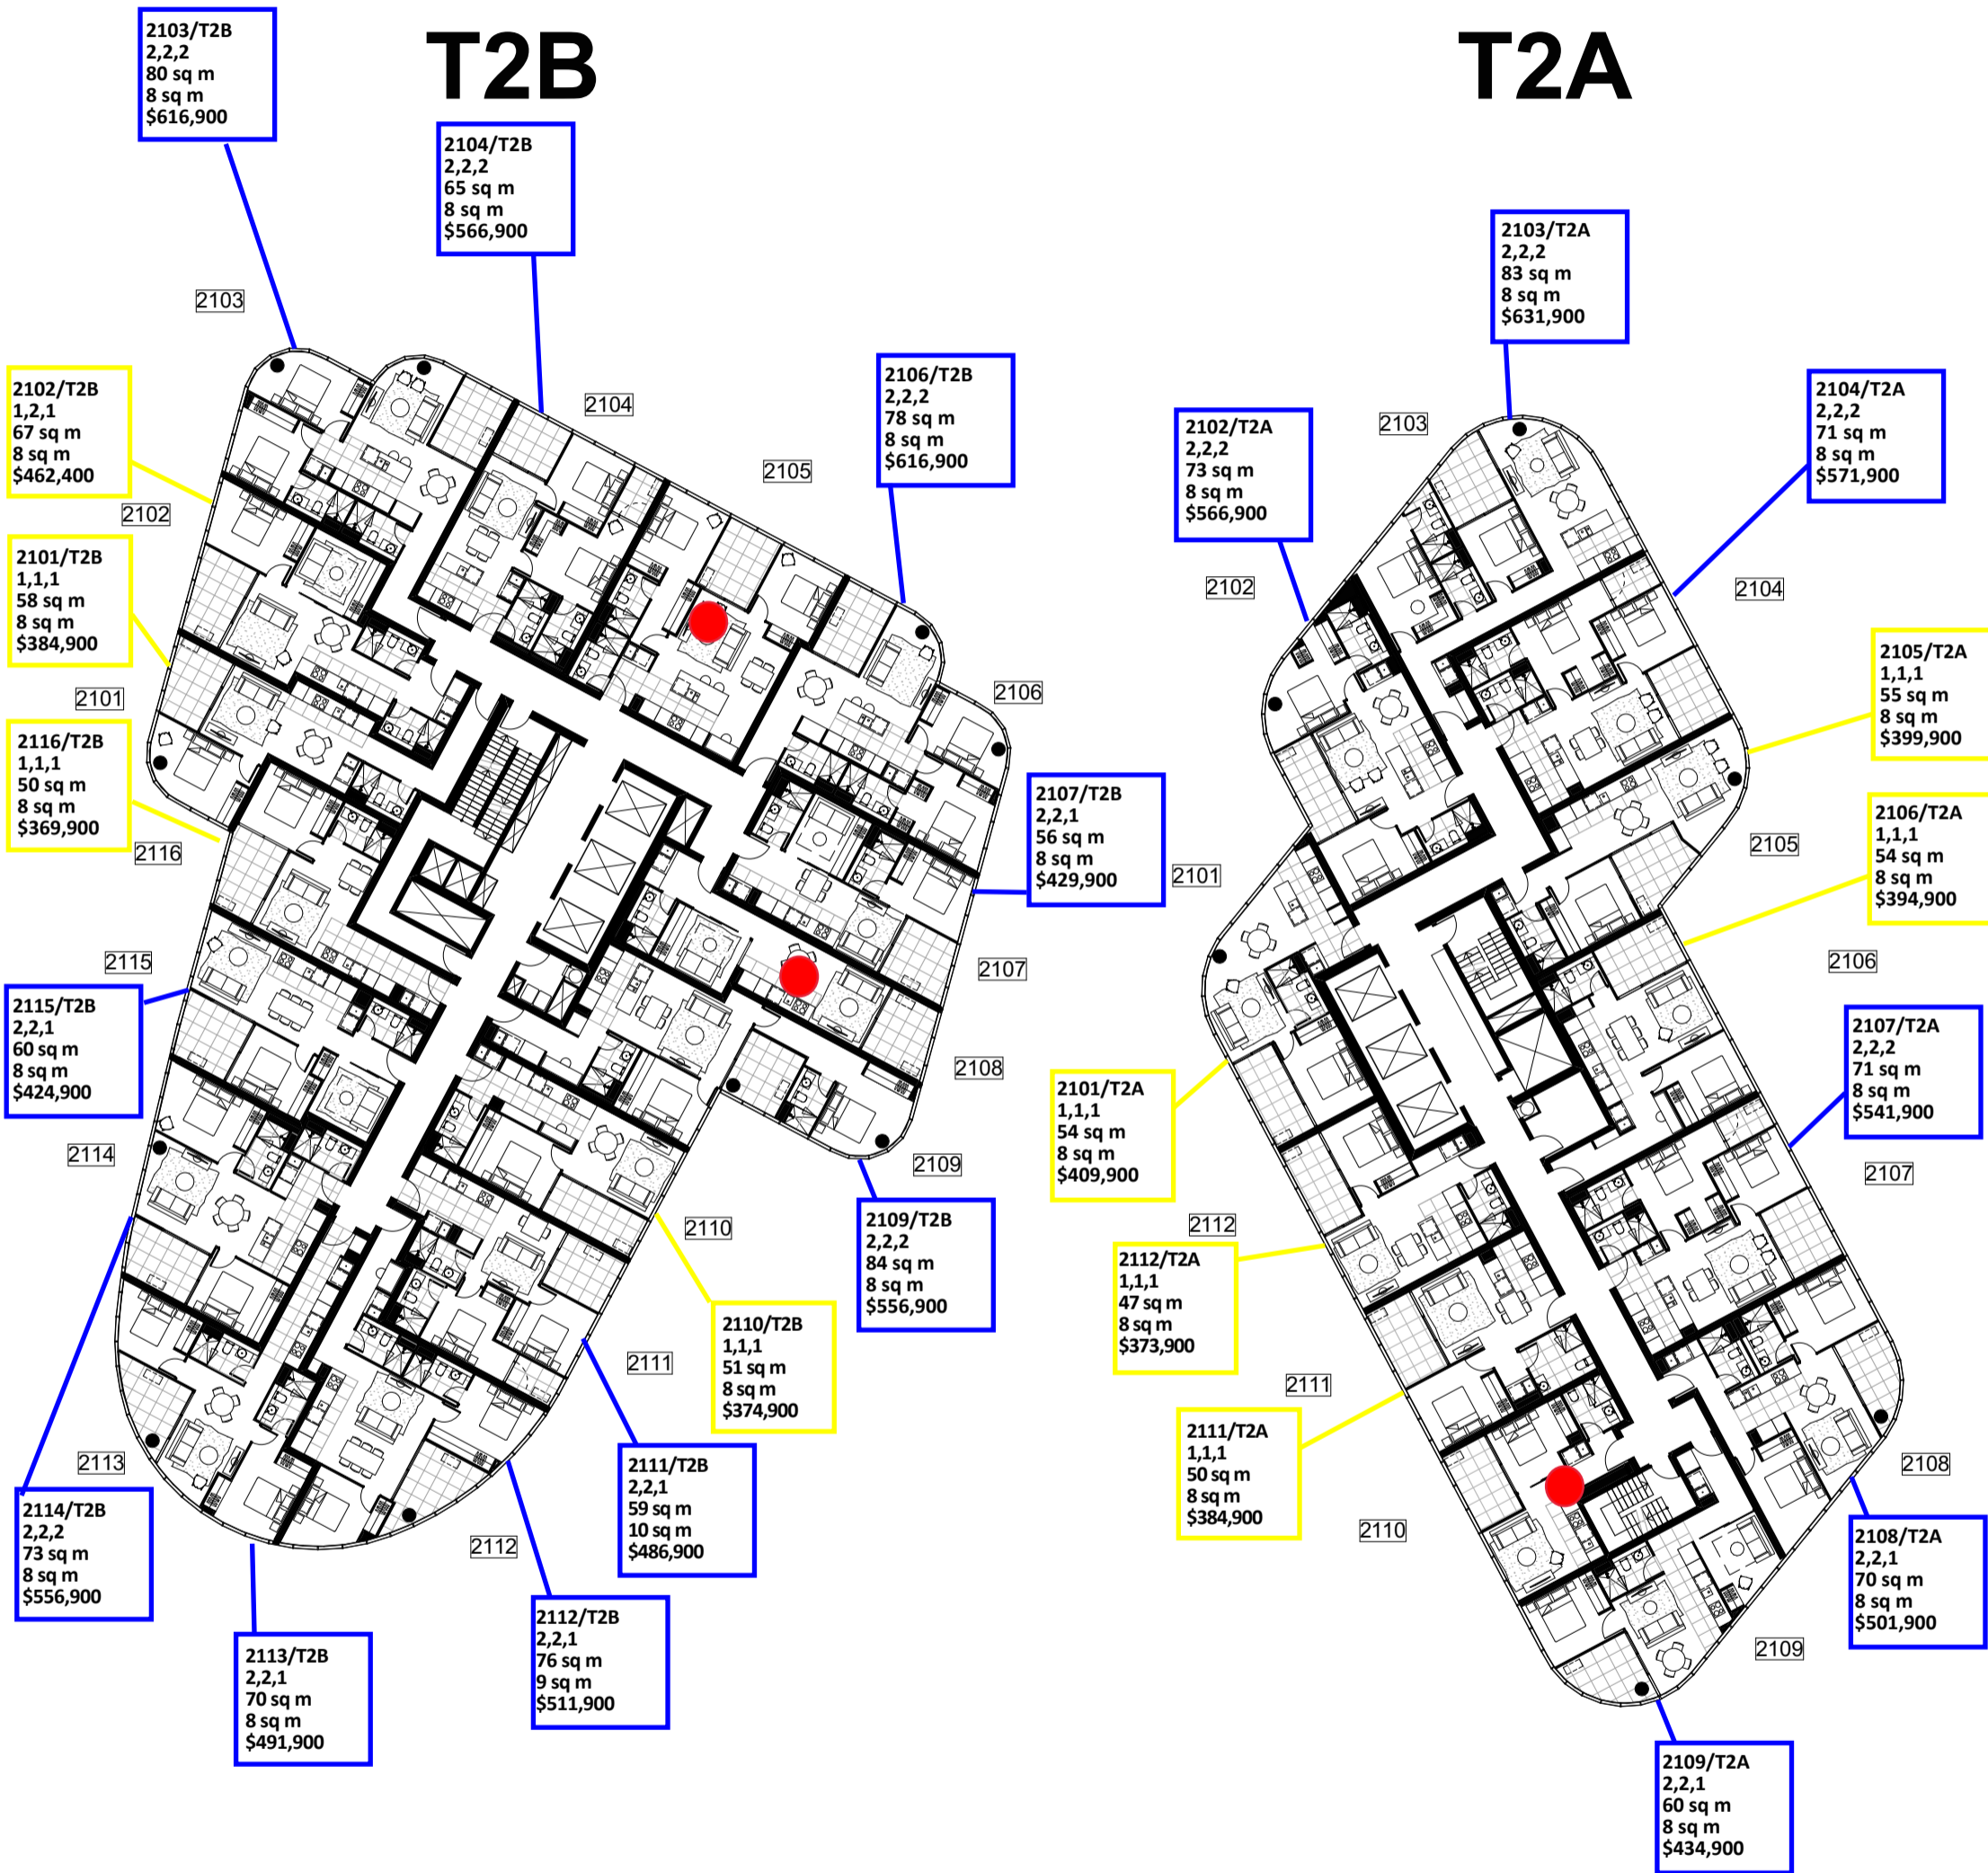 T2B
T2A
2103/T2B
2,2,2
80 sq m
8 sq m
$616,900
2104/T2B
2,2,2
65 sq m
8 sq m
$566,900
2103
2104
2105
2106/T2B
2,2,2
78 sq m
8 sq m
$616,900
2102/T2B
1,2,1
67 sq m
8 sq m
$462,400
2102
2101/T2B
1,1,1
58 sq m
8 sq m
$384,900
2101
2106
2116/T2B
1,1,1
50 sq m
8 sq m
$369,900
2116
2107/T2B
2,2,1
56 sq m
8 sq m
$429,900
2115
2107
2115/T2B
2,2,1
60 sq m
8 sq m
$424,900
2108
2114
2109
2109/T2B
2,2,2
84 sq m
8 sq m
$556,900
2110
2110/T2B
1,1,1
51 sq m
8 sq m
$374,900
2111
2113
2111/T2B
2,2,1
59 sq m
10 sq m
$486,900
2114/T2B
2,2,2
73 sq m
8 sq m
$556,900
2112
2112/T2B
2,2,1
76 sq m
9 sq m
$511,900
2113/T2B
2,2,1
70 sq m
8 sq m
$491,900
2103/T2A
2,2,2
83 sq m
8 sq m
$631,900
2103
2104/T2A
2,2,2
71 sq m
8 sq m
$571,900
2102/T2A
2,2,2
73 sq m
8 sq m
$566,900
2102
2104
2105/T2A
1,1,1
55 sq m
8 sq m
$399,900
2105
2106/T2A
1,1,1
54 sq m
8 sq m
$394,900
2101
2106
2101/T2A
1,1,1
54 sq m
8 sq m
$409,900
2107/T2A
2,2,2
71 sq m
8 sq m
$541,900
2107
2112
2112/T2A
1,1,1
47 sq m
8 sq m
$373,900
2111
2111/T2A
1,1,1
50 sq m
8 sq m
$384,900
2108
2110
2108/T2A
2,2,1
70 sq m
8 sq m
$501,900
2109
2109/T2A
2,2,1
60 sq m
8 sq m
$434,900